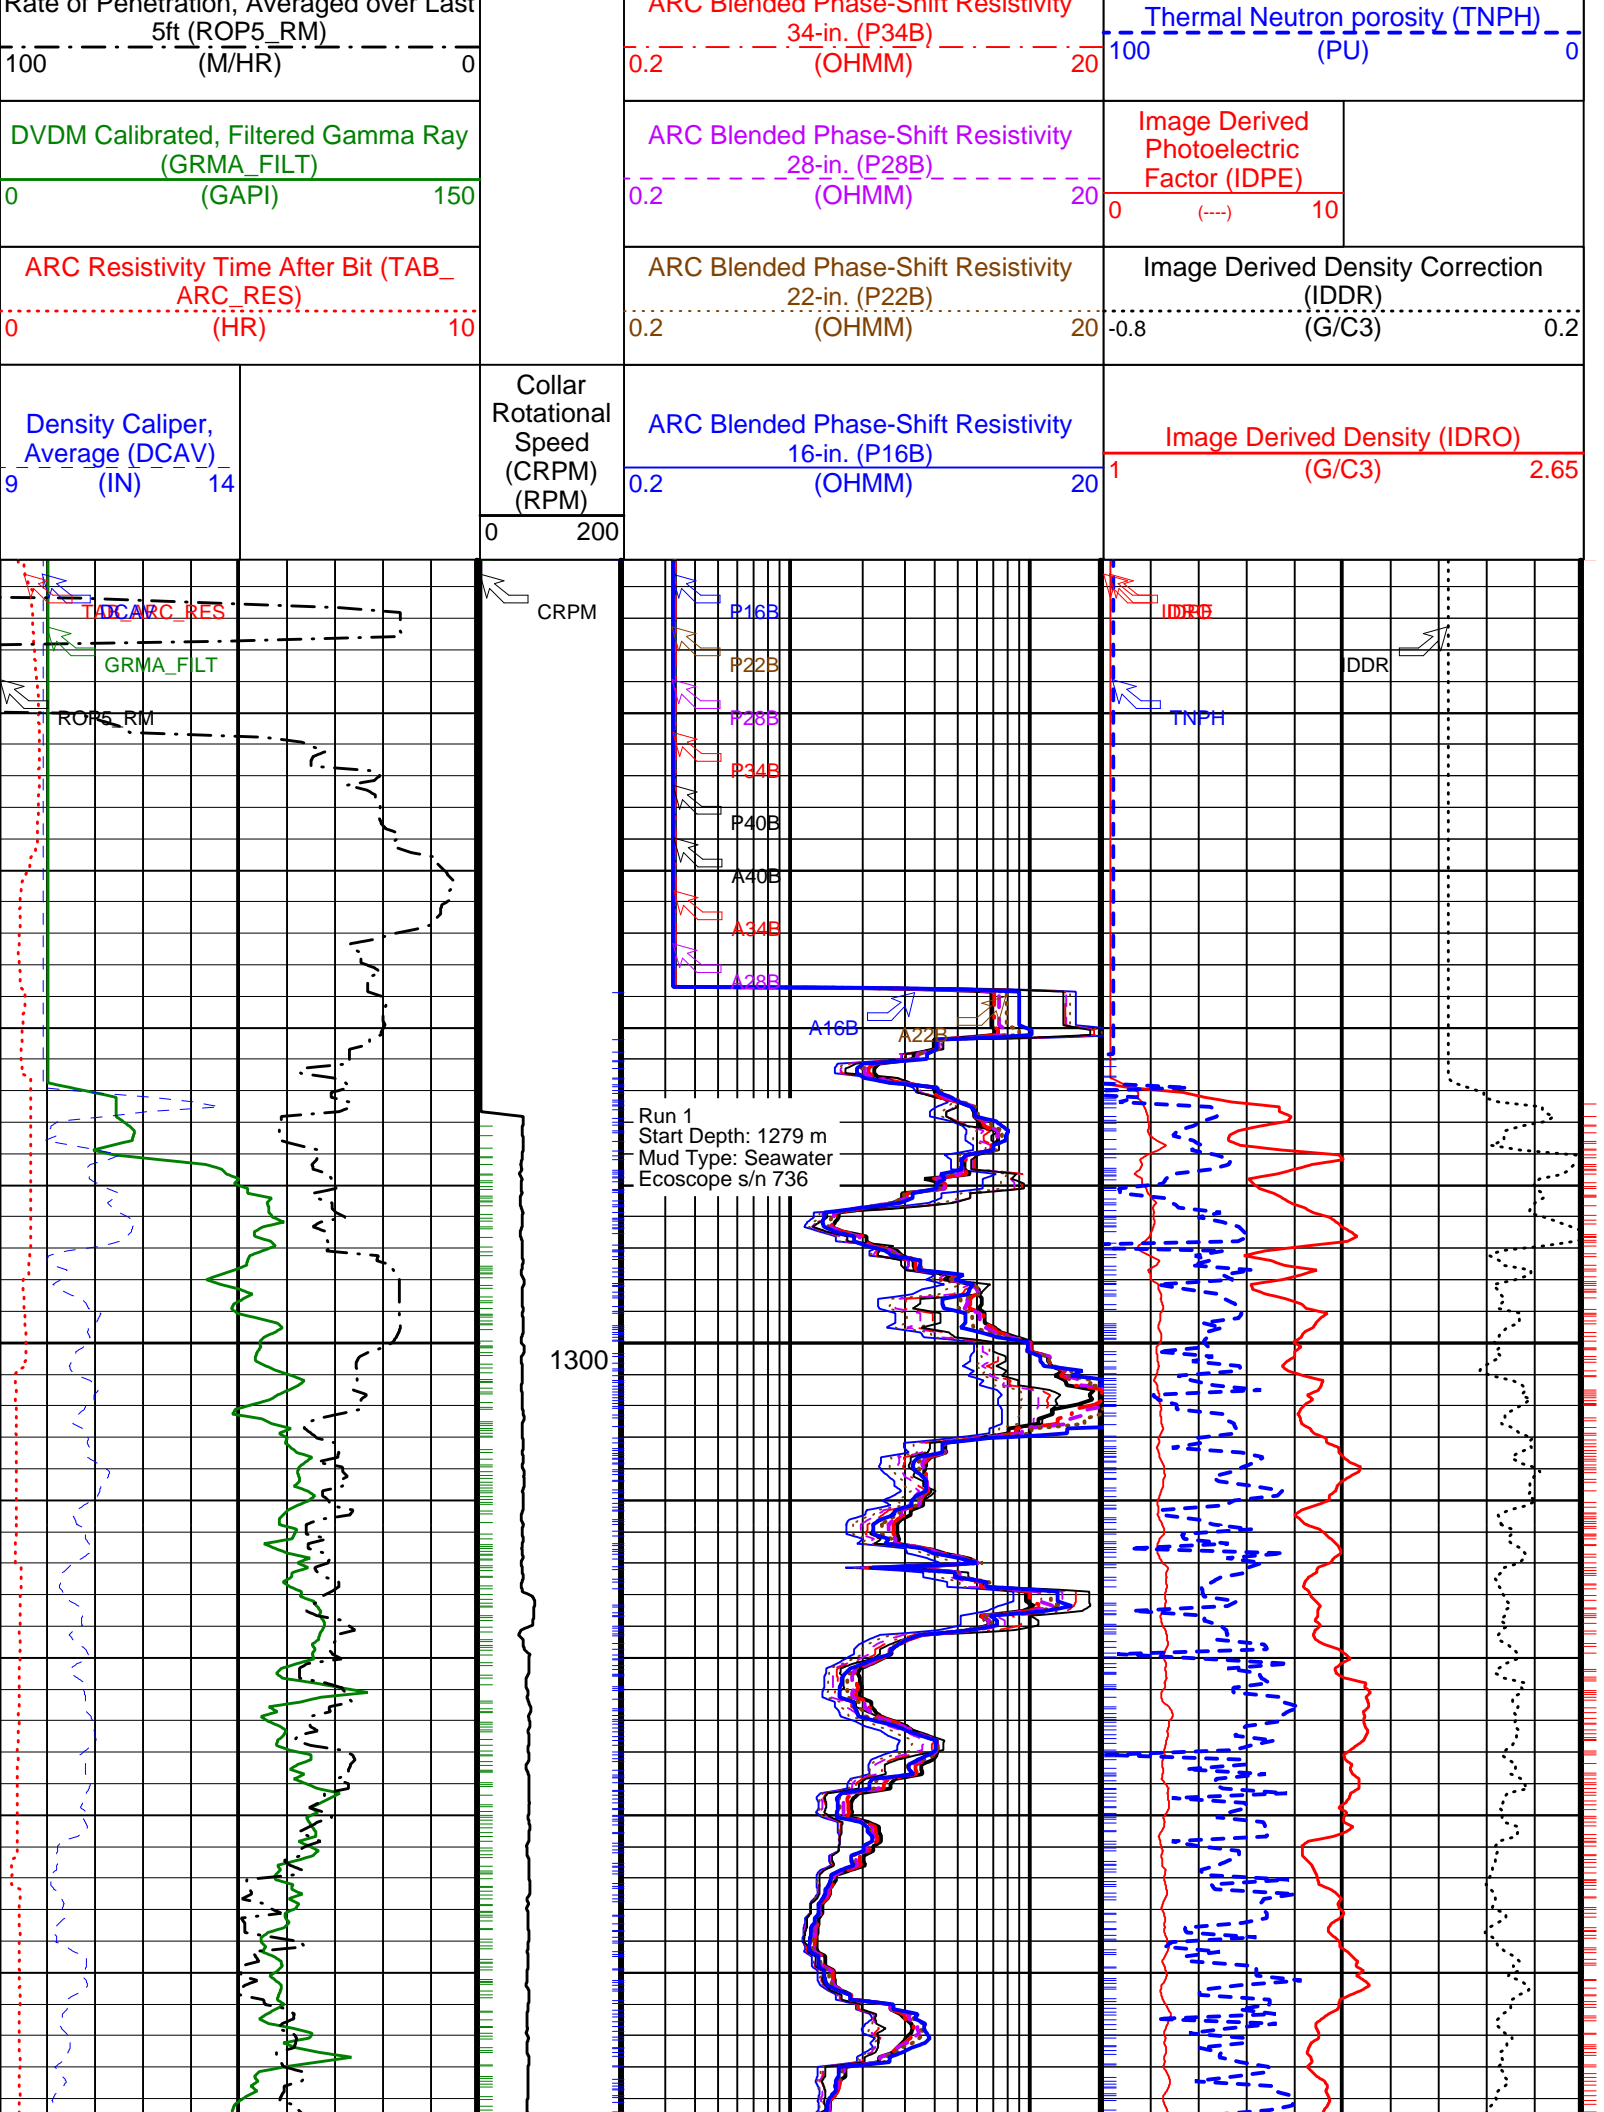 Rate of Penetration, Averaged over Last
5ft (ROP5_RM)
100 (M/HR) 0
DVDM Calibrated, Filtered Gamma Ray
(GRMA_FILT)
0 (GAPI) 150
ARC Resistivity Time After Bit (TAB_
ARC_RES)
0 (HR) 10
Density Caliper,
Average (DCAV)
9 (IN) 14
Collar
Rotational
Speed
(CRPM)
(RPM)
0 200
ARC Blended Phase-Shift Resistivity
34-in. (P34B)
0.2 (OHMM) 20
ARC Blended Phase-Shift Resistivity
28-in. (P28B)
0.2 (OHMM) 20
ARC Blended Phase-Shift Resistivity
22-in. (P22B)
0.2 (OHMM) 20
ARC Blended Phase-Shift Resistivity
16-in. (P16B)
0.2 (OHMM) 20
Thermal Neutron porosity (TNPH)
100 (PU) 0
Image Derived
Photoelectric
Factor (IDPE)
0 (----) 10
Image Derived Density Correction
(IDDR)
-0.8 (G/C3) 0.2
Image Derived Density (IDRO)
1 (G/C3) 2.65
TAB_ARC_RES
DCAV
GRMA_FILT
ROP5_RM
CRPM
P16B
P22B
P28B
P34B
P40B
A40B
A34B
A28B
A16B
A22B
IDDR
TNPH
Run 1
Start Depth: 1279 m
Mud Type: Seawater
Ecoscope s/n 736
1300